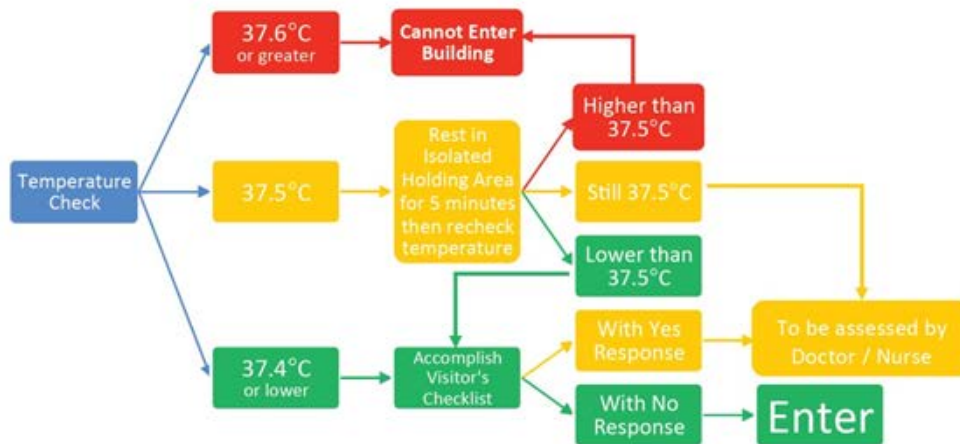 37.6°C
or greater
Cannot Enter
Building
Higher than
37.5°C
Temperature
Check
37.5°C
Rest in
Isolated
Holding Area
for 5 minutes
then recheck
temperature
Still 37.5°C
Lower than
37.5°C
37.4°C
or lower
Accomplish
Visitor's
Checklist
With Yes
Response
To be assessed by
Doctor / Nurse
With No
Response
Enter